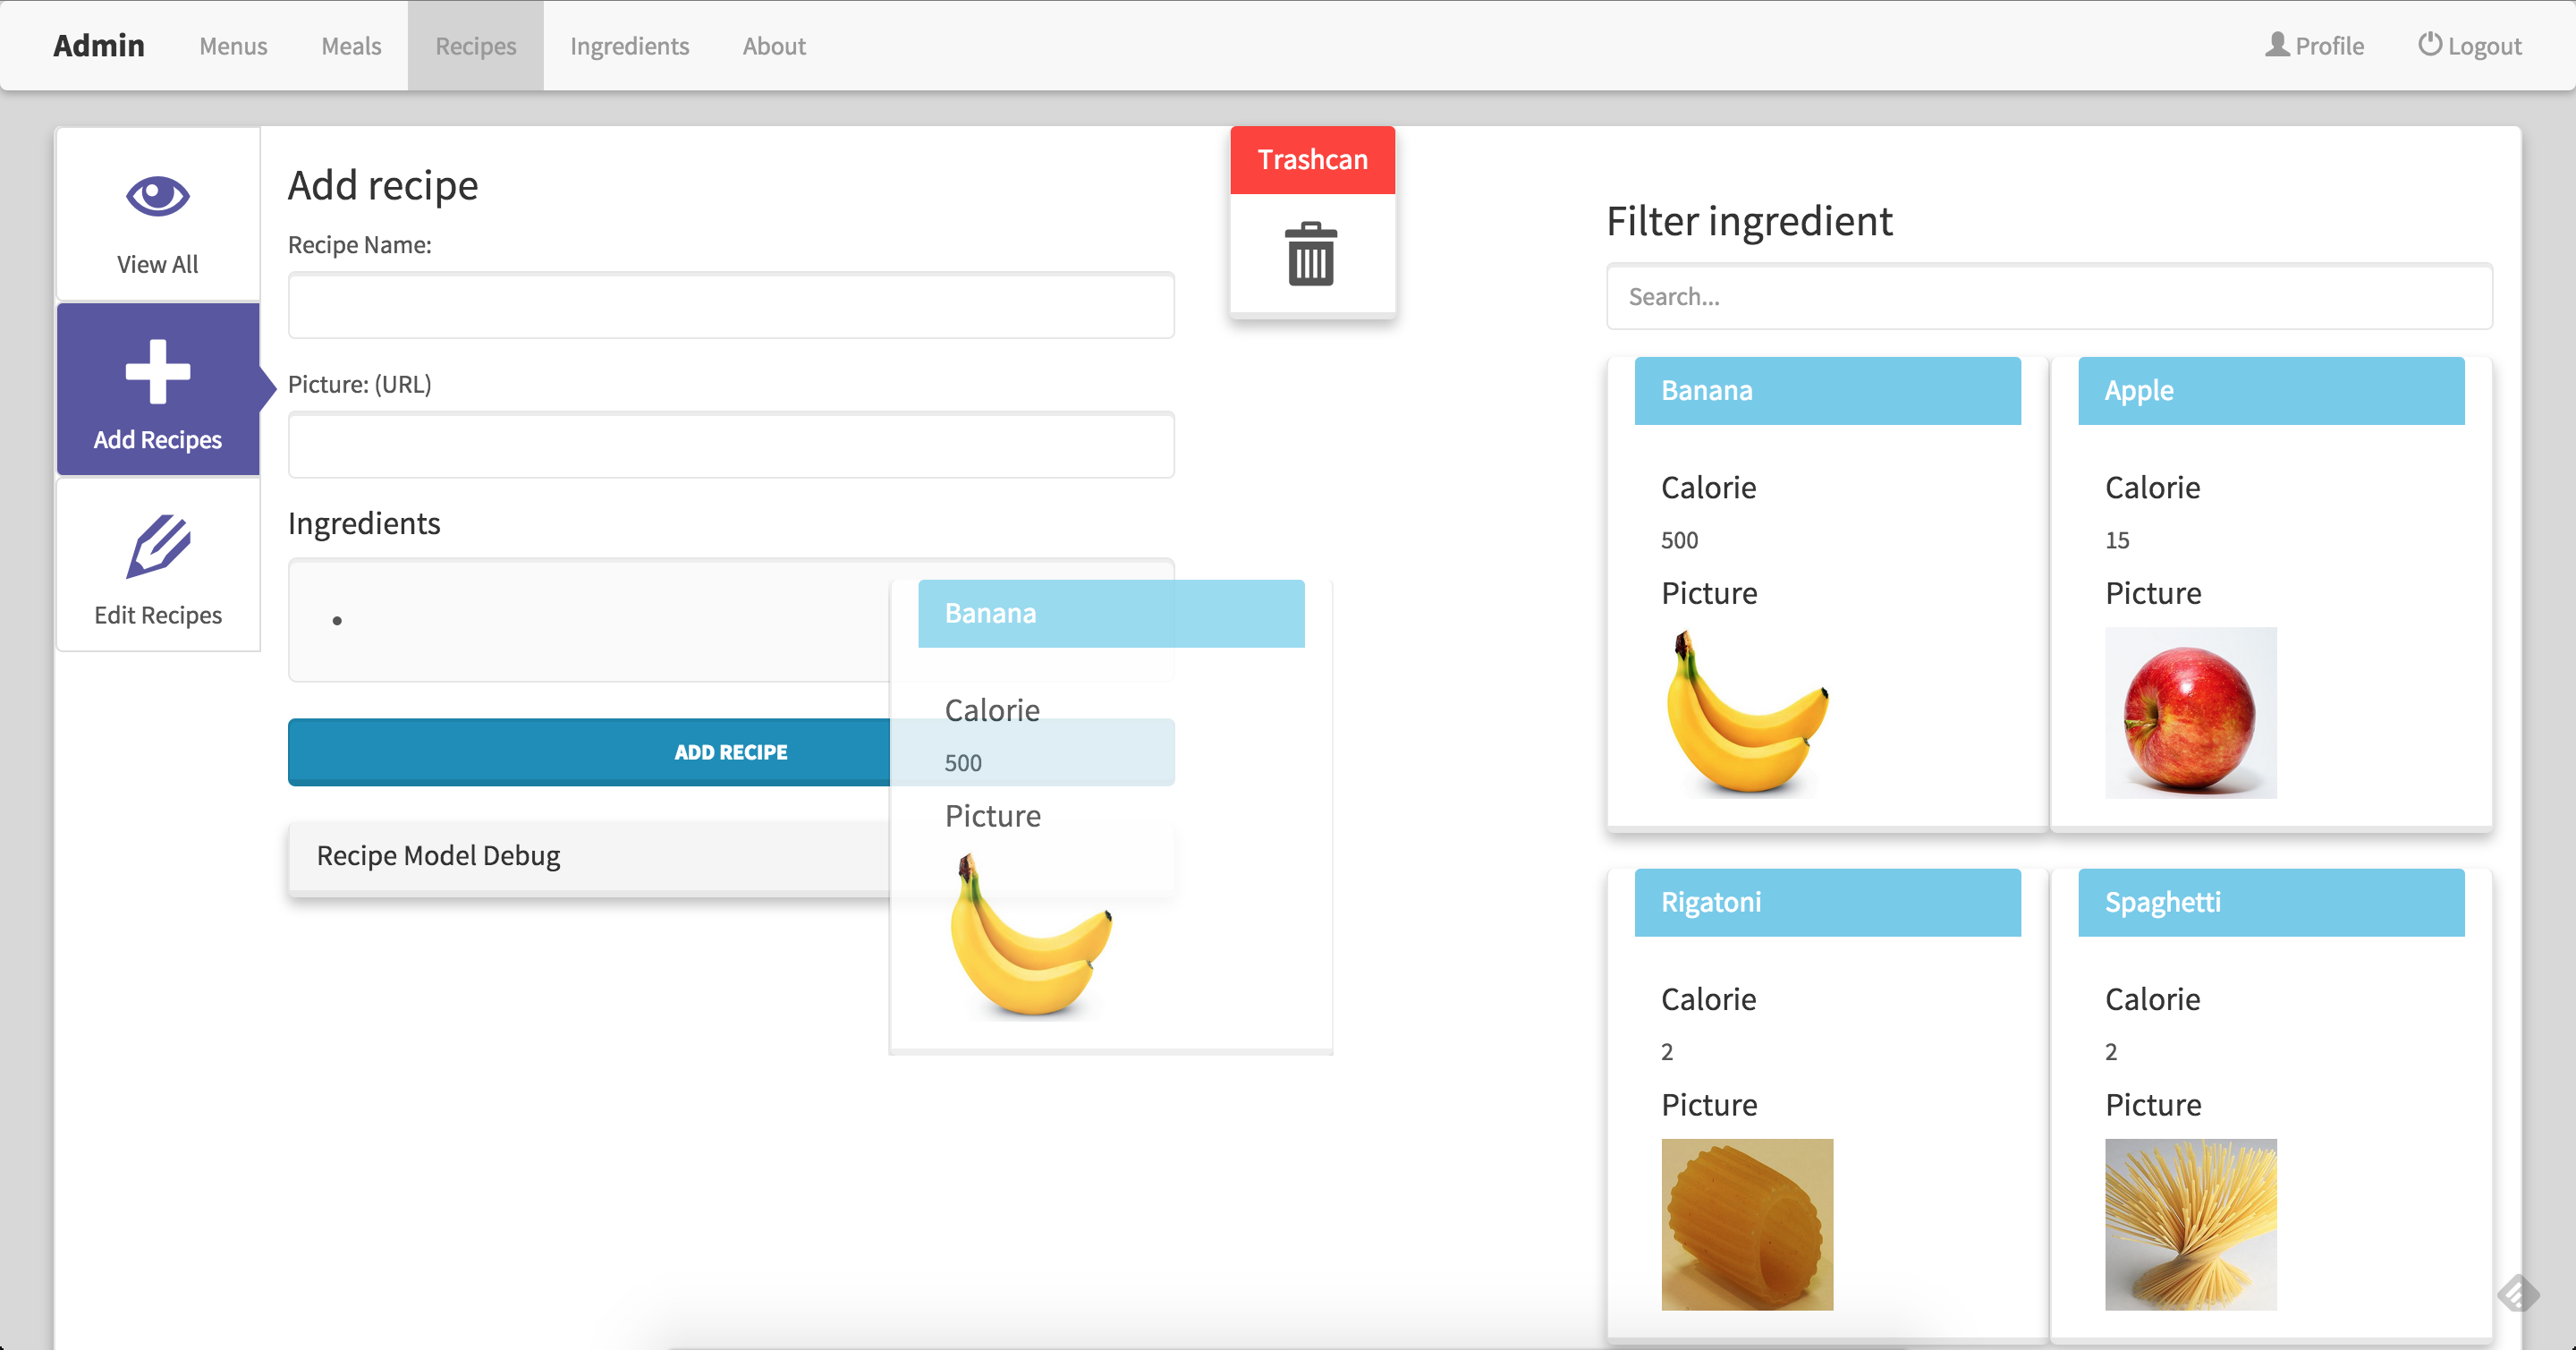 Admin
Menus
Meals
Recipes
Ingredients
About
Profile
Logout
View All
Add Recipes
Edit Recipes
Add recipe
Recipe Name:
Picture: (URL)
Ingredients
ADD RECIPE
Recipe Model Debug
Banana
Calorie
500
Picture
Trashcan
Filter ingredient
Search...
Banana
Calorie
500
Picture
Apple
Calorie
15
Picture
Rigatoni
Calorie
2
Picture
Spaghetti
Calorie
2
Picture